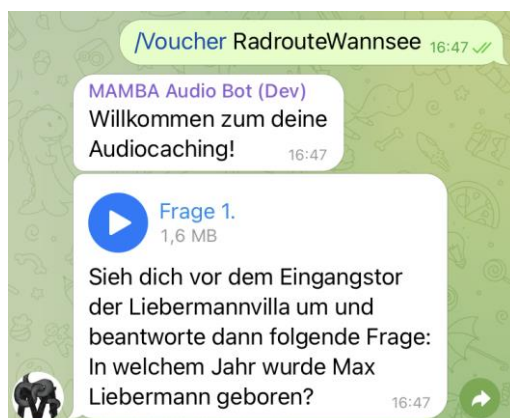 /Voucher RadrouteWannsee 16:47
MAMBA Audio Bot (Dev)
Willkommen zum deine
Audiocaching! 16:47
Frage 1.
1,6 MB
Sieh dich vor dem Eingangstor
der Liebermannvilla um und
beantworte dann folgende Frage:
In welchem Jahr wurde Max
Liebermann geboren? 16:47